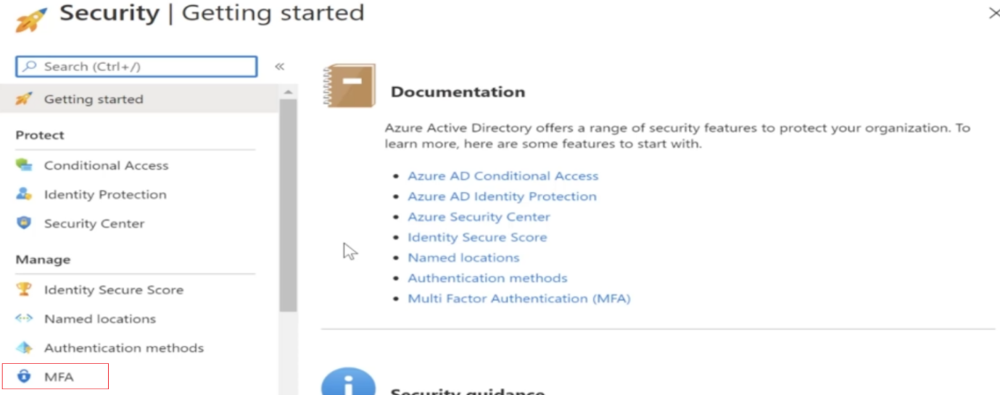 Security | Getting started
Search (Ctrl+/)
Getting started
Protect
Conditional Access
Identity Protection
Security Center
Manage
Identity Secure Score
Named locations
Authentication methods
MFA
Documentation
Azure Active Directory offers a range of security features to protect your organization. To
learn more, here are some features to start with.
• Azure AD Conditional Access
• Azure AD Identity Protection
• Azure Security Center
• Identity Secure Score
• Named locations
• Authentication methods
• Multi Factor Authentication (MFA)
Security guidance